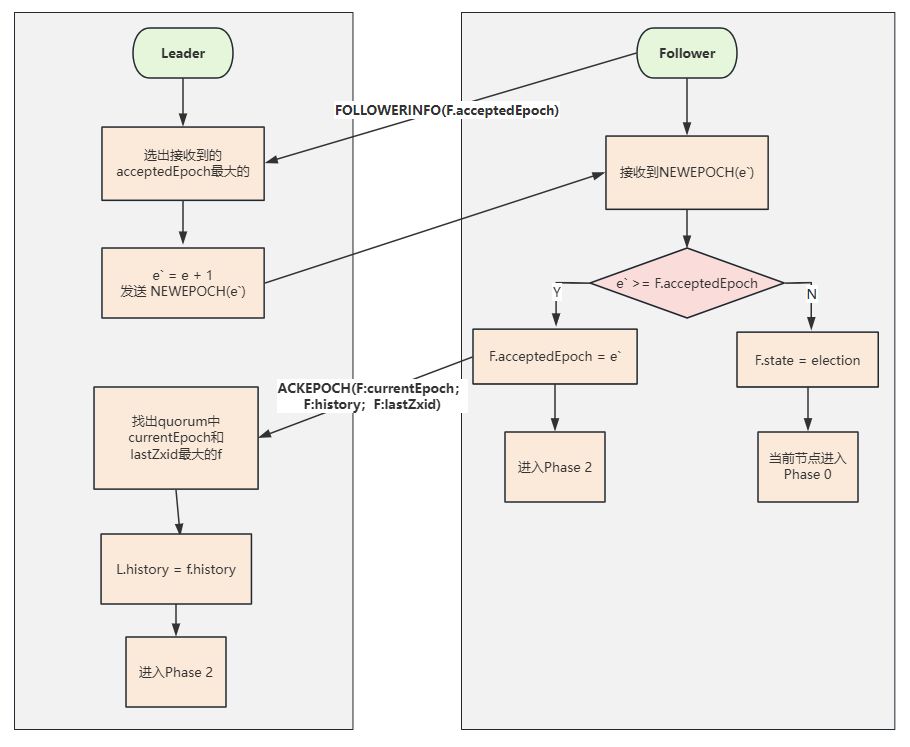 Leader
Follower
FOLLOWERINFO(F.acceptedEpoch)
选出接收到的
acceptedEpoch最大的
接收到NEWEPOCH(e`)
e` = e + 1
发送 NEWEPOCH(e`)
e` >= F.acceptedEpoch
Y
N
F.acceptedEpoch = e`
F.state = election
ACKEPOCH(F:currentEpoch；
F:history；F:lastZxid)
找出quorum中
currentEpoch和
lastZxid最大的f
进入Phase 2
当前节点进入
Phase 0
L.history = f.history
进入Phase 2